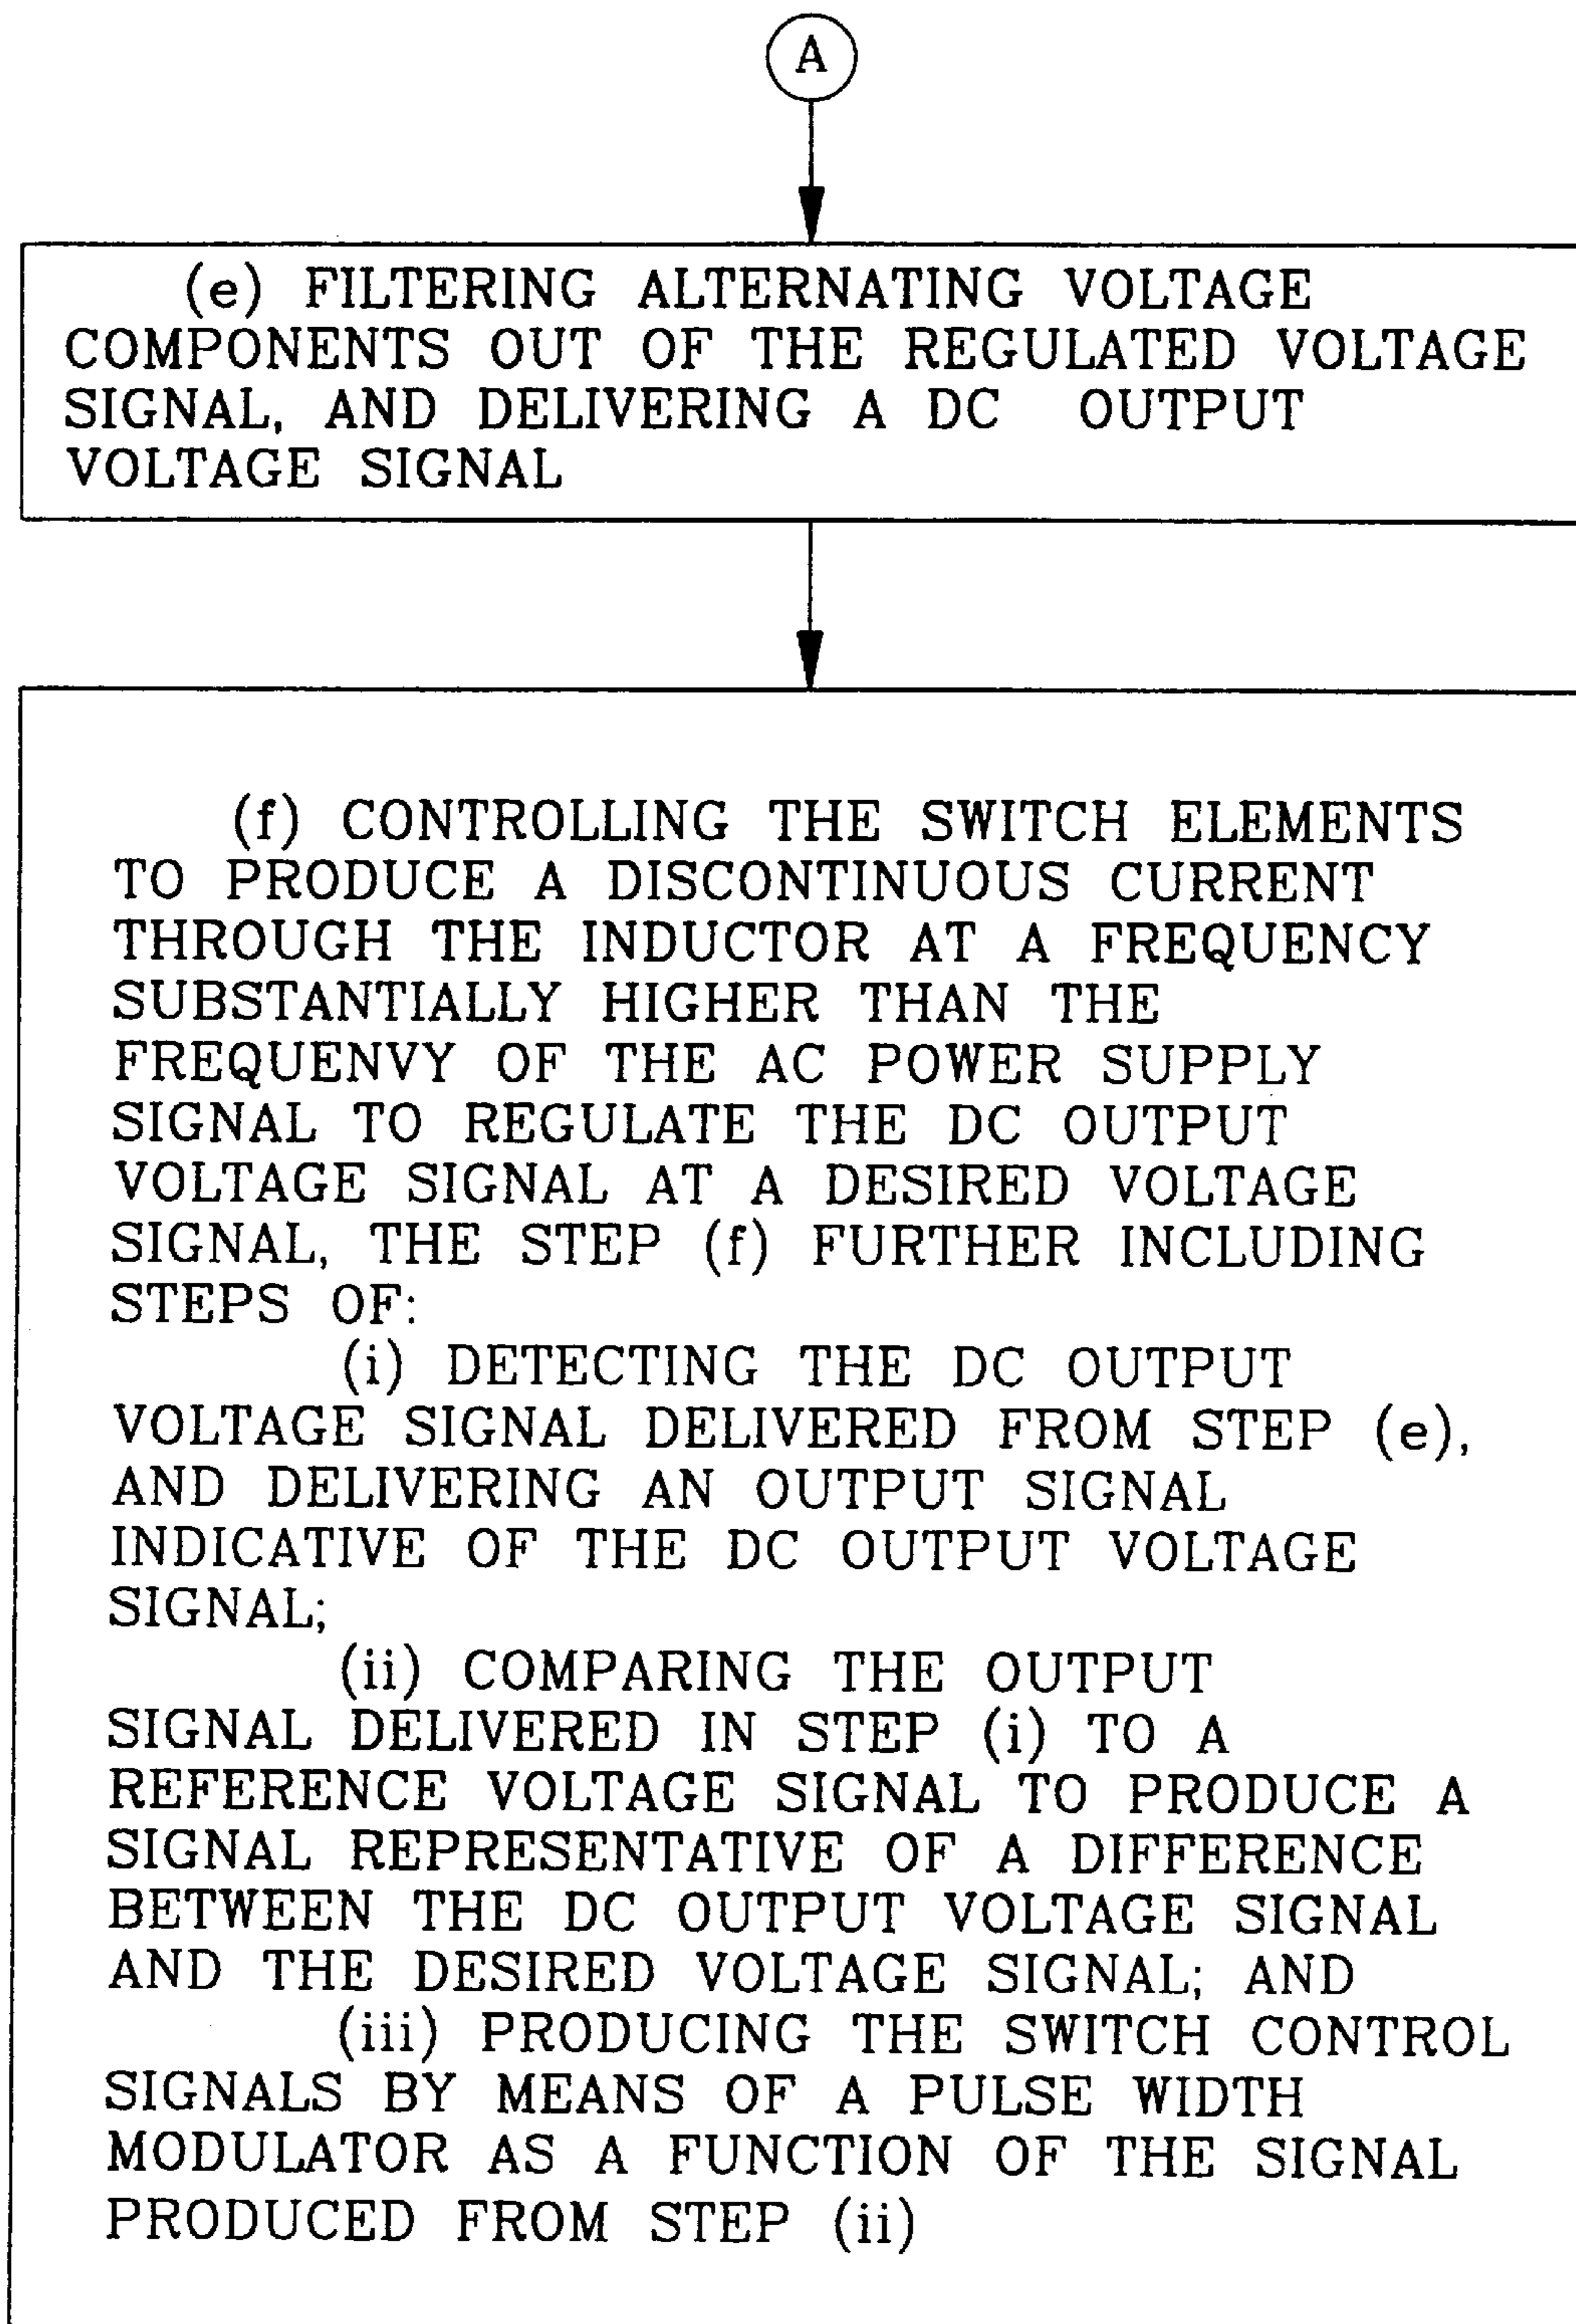 A
(e) FILTERING ALTERNATING VOLTAGE
COMPONENTS OUT OF THE REGULATED VOLTAGE
SIGNAL, AND DELIVERING A DC OUTPUT
VOLTAGE SIGNAL
(f) CONTROLLING THE SWITCH ELEMENTS
TO PRODUCE A DISCONTINUOUS CURRENT
THROUGH THE INDUCTOR AT A FREQUENCY
SUBSTANTIALLY HIGHER THAN THE
FREQUENVY OF THE AC POWER SUPPLY
SIGNAL TO REGULATE THE DC OUTPUT
VOLTAGE SIGNAL AT A DESIRED VOLTAGE
SIGNAL, THE STEP (f) FURTHER INCLUDING
STEPS OF:
(i) DETECTING THE DC OUTPUT
VOLTAGE SIGNAL DELIVERED FROM STEP (e),
AND DELIVERING AN OUTPUT SIGNAL
INDICATIVE OF THE DC OUTPUT VOLTAGE
SIGNAL;
(ii) COMPARING THE OUTPUT
SIGNAL DELIVERED IN STEP (i) TO A
REFERENCE VOLTAGE SIGNAL TO PRODUCE A
SIGNAL REPRESENTATIVE OF A DIFFERENCE
BETWEEN THE DC OUTPUT VOLTAGE SIGNAL
AND THE DESIRED VOLTAGE SIGNAL; AND
(iii) PRODUCING THE SWITCH CONTROL
SIGNALS BY MEANS OF A PULSE WIDTH
MODULATOR AS A FUNCTION OF THE SIGNAL
PRODUCED FROM STEP (ii)